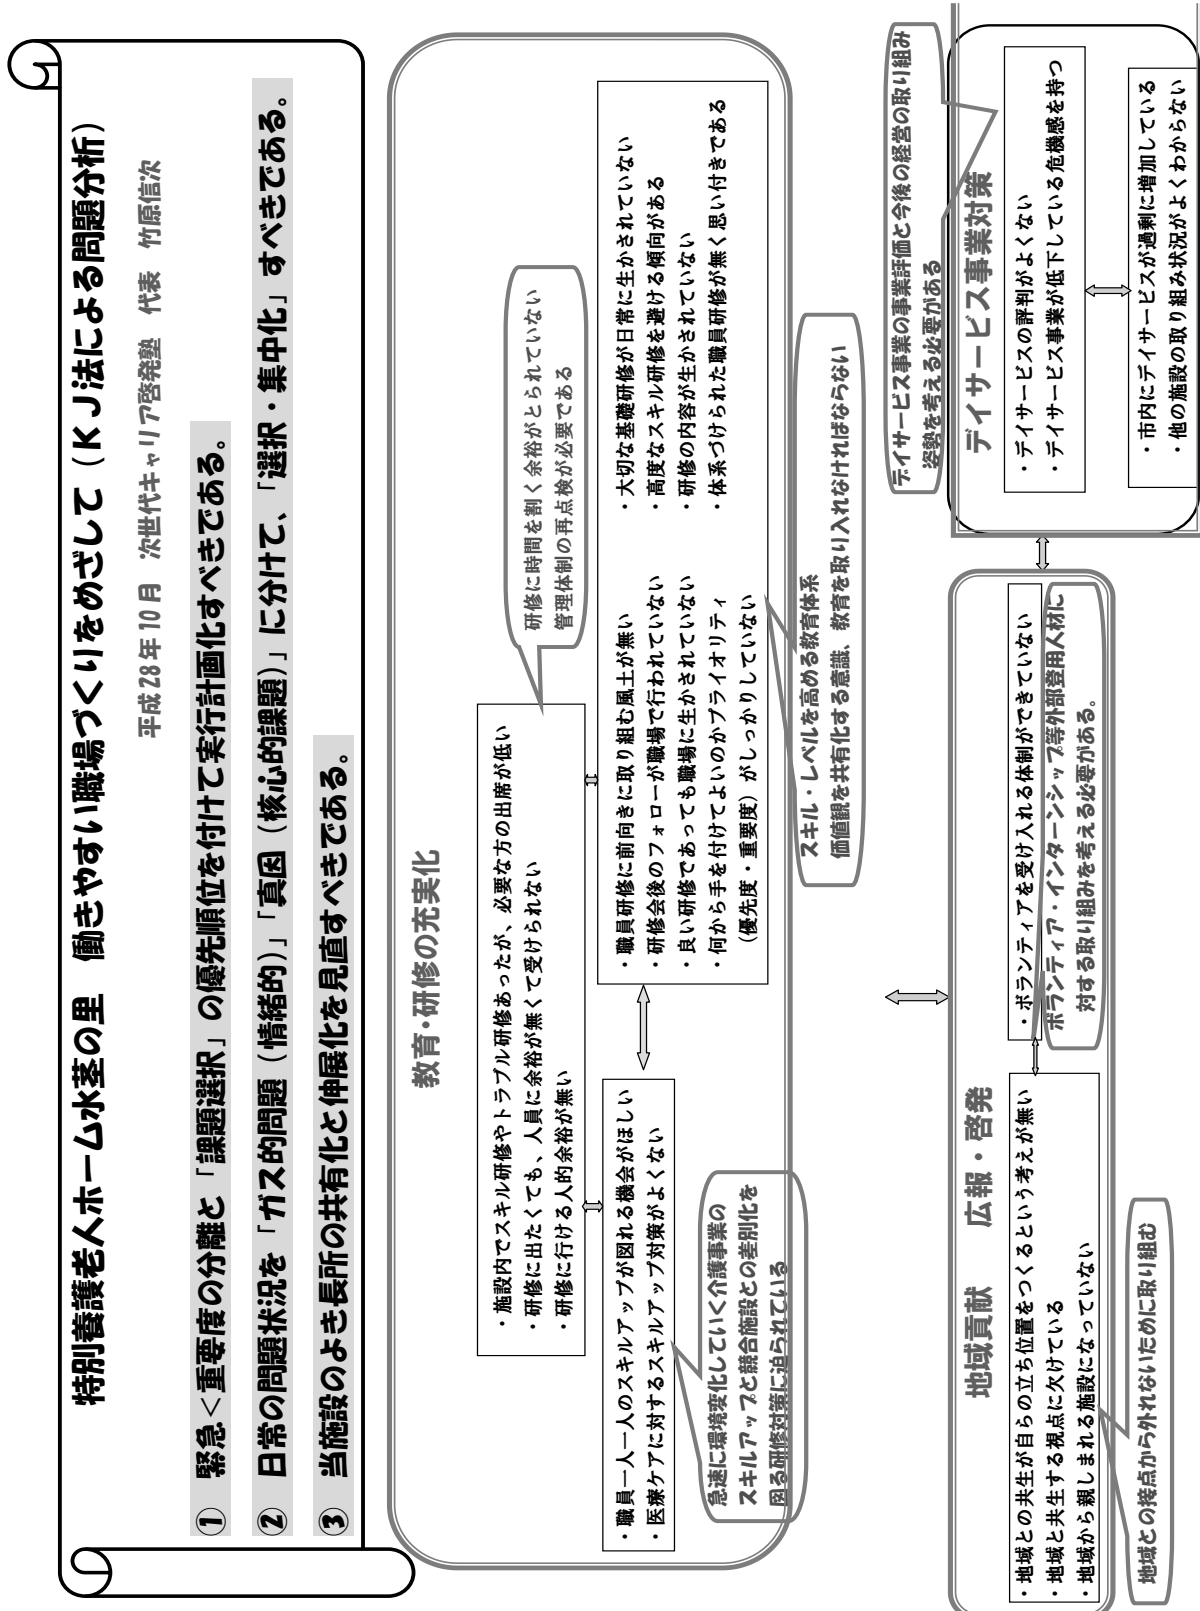 特別養護老人ホーム水茎の里　働きやすい職場づくりをめざして（ＫＪ法による問題分析）
平成28年10月　次世代キャリア啓発塾　代表　竹原信次
①　緊急＜重要度の分離と「課題選択」の優先順位を付けて実行計画化すべきである。
②　日常の問題状況を「ガス的問題（情緒的）」「真因（核心的課題）」に分けて、「選択・集中化」すべきである。
③　当施設のよき長所の共有化と伸展化を見直すべきである。
教育・研修の充実化
・施設内でスキル研修やトラブル研修あったが、必要な方の出席が低い
・研修に出たくても、人員に余裕が無くて受けられない
・研修に行ける人的余裕が無い
研修に時間を割く余裕がとられていない
管理体制の再点検が必要である
・職員一人一人のスキルアップが図れる機会がほしい
・医療ケアに対するスキルアップ対策がよくない
急速に環境変化していく介護事業の
スキルアップと競合施設との差別化を
図る研修対策に迫られている
・職員研修に前向きに取り組む風土が無い
・研修会後のフォローが職場で行われていない
・良い研修であっても職場に生かされていない
・何から手を付けてよいのかプライオリティ
（優先度・重要度）がしっかりしていない
・大切な基礎研修が日常に生かされていない
・高度なスキル研修を避ける傾向がある
・研修の内容が生かされていない
・体系づけられた職員研修が無く思い付きである
スキル・レベルを高める教育体系
価値観を共有化する意識、教育を取り入れなければならない
地域貢献　広報・啓発
・地域との共生が自らの立ち位置をつくるという考えが無い
・地域と共生する視点に欠けている
・地域から親しまれる施設になっていない
地域との接点から外れないために取り組む
・ボランティアを受け入れる体制ができていない
ボランティア・インターンシップ等外部登用人材に
対する取り組みを考える必要がある。
デイサービス事業の事業評価と今後の経営の取り組み
姿勢を考える必要がある
デイサービス事業対策
・デイサービスの評判がよくない
・デイサービス事業が低下している危機感を持つ
・市内にデイサービスが過剰に増加している
・他の施設の取り組み状況がよくわからない